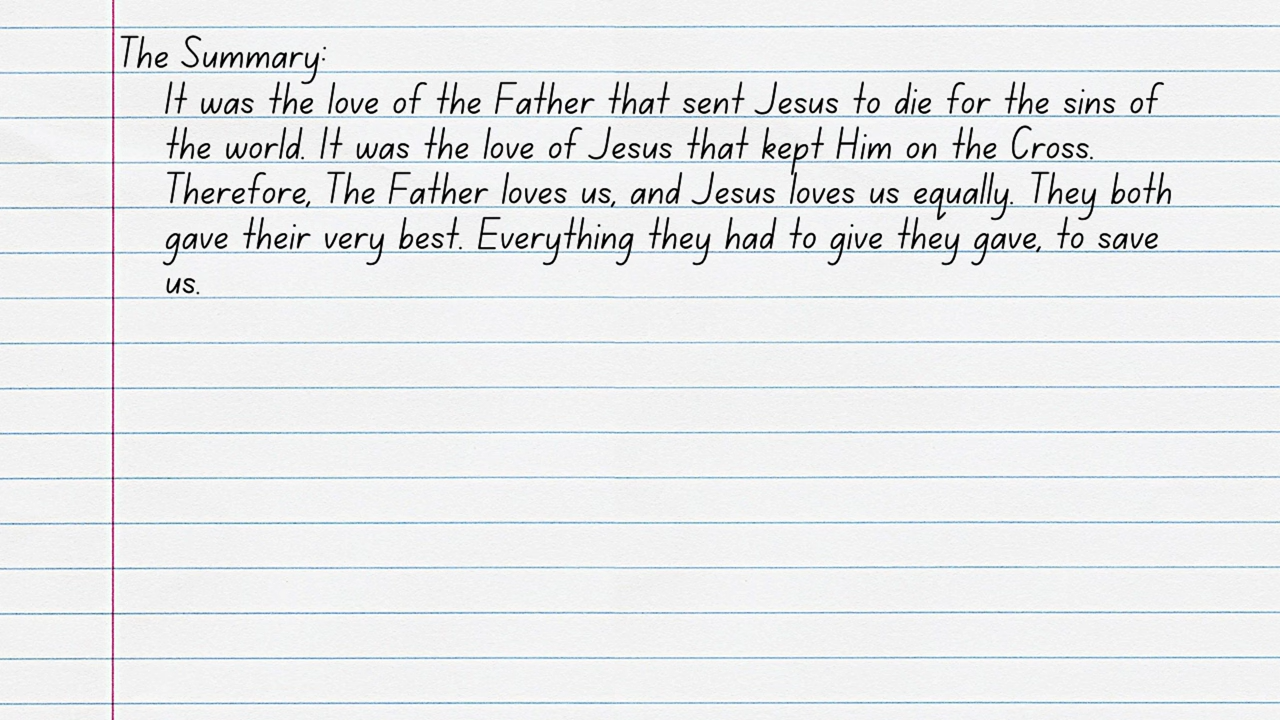 The Summary:
It was the love of the Father that sent Jesus to die for the sins of
the world. It was the love of Jesus that kept Him on the Cross.
Therefore, The Father loves us, and Jesus loves us equally. They both
gave their very best. Everything they had to give they gave, to save
us.